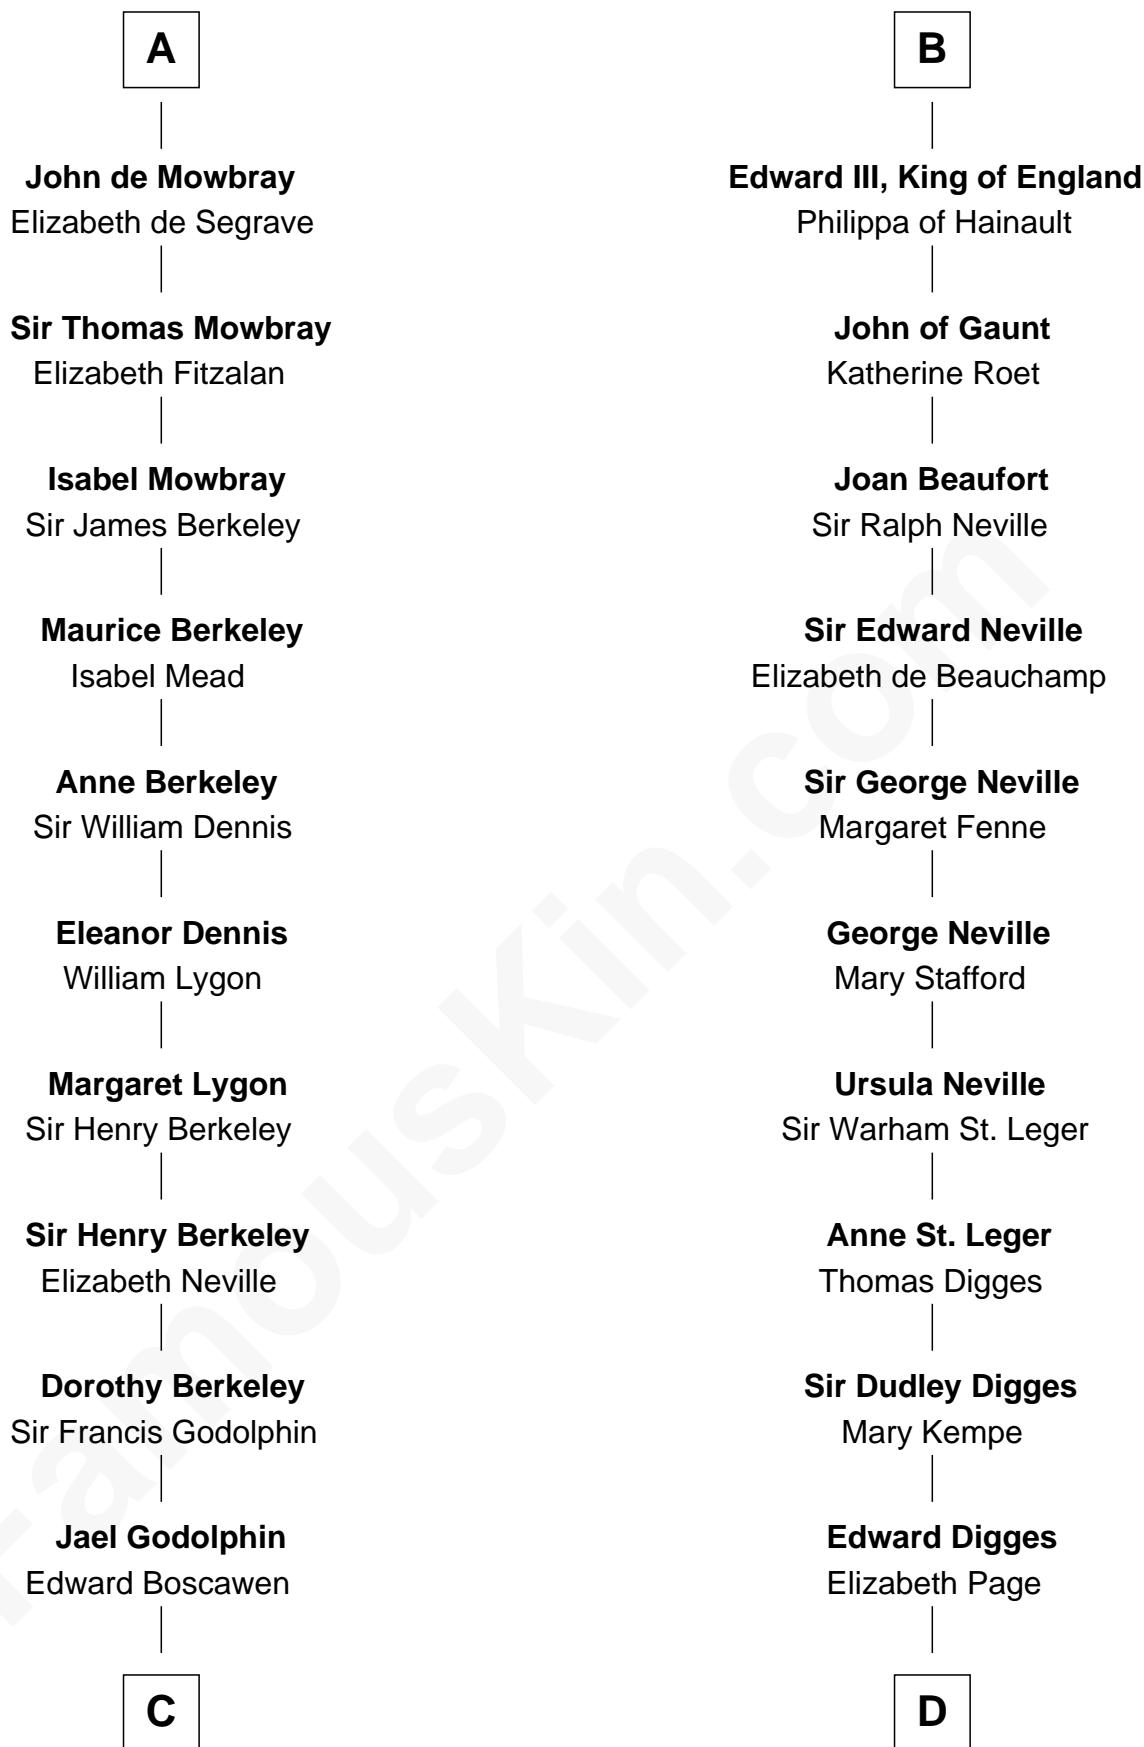 A
John de Mowbray
Elizabeth de Segrave
Sir Thomas Mowbray
Elizabeth Fitzalan
Isabel Mowbray
Sir James Berkeley
Maurice Berkeley
Isabel Mead
Anne Berkeley
Sir William Dennis
Eleanor Dennis
William Lygon
Margaret Lygon
Sir Henry Berkeley
Sir Henry Berkeley
Elizabeth Neville
Dorothy Berkeley
Sir Francis Godolphin
Jael Godolphin
Edward Boscawen
C
B
Edward III, King of England
Philippa of Hainault
John of Gaunt
Katherine Roet
Joan Beaufort
Sir Ralph Neville
Sir Edward Neville
Elizabeth de Beauchamp
Sir George Neville
Margaret Fenne
George Neville
Mary Stafford
Ursula Neville
Sir Warham St. Leger
Anne St. Leger
Thomas Digges
Sir Dudley Digges
Mary Kempe
Edward Digges
Elizabeth Page
D
FamousKin.com